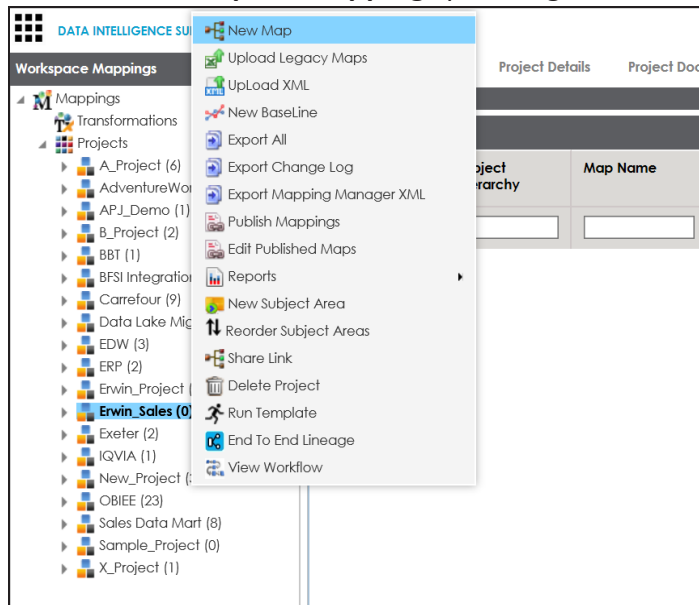 DATA INTELLIGENCE SU
Workspace Mappings
Mappings
Transformations
Projects
A_Project (6)
AdventureWor
APJ_Demo (1)
B_Project (2)
BBT (1)
BFSI Integration
Carrefour (9)
Data Lake Mig
EDW (3)
ERP (2)
Erwin_Project (
Erwin_Sales (0)
Exeter (2)
IQVIA (1)
New_Project (
OBIEE (23)
Sales Data Mart (8)
Sample_Project (0)
X_Project (1)
New Map
Upload Legacy Maps
UpLoad XML
New BaseLine
Export All
Export Change Log
Export Mapping Manager XML
Publish Mappings
Edit Published Maps
Reports
New Subject Area
Reorder Subject Areas
Share Link
Delete Project
Run Template
End To End Lineage
View Workflow
Project Details
Project Doc
bject
erarchy
Map Name